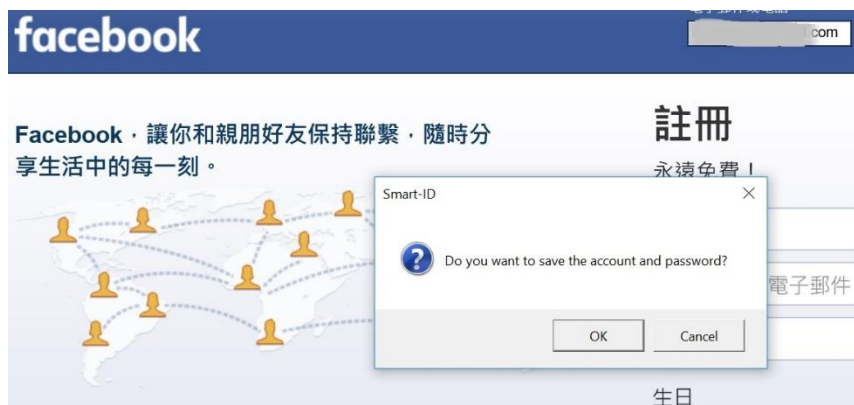 facebook
.com
Facebook，讓你和親朋好友保持聯繫，隨時分
享生活中的每一刻。
註冊
永遠免費！
Smart-ID
Do you want to save the account and password?
電子郵件
OK
Cancel
生日